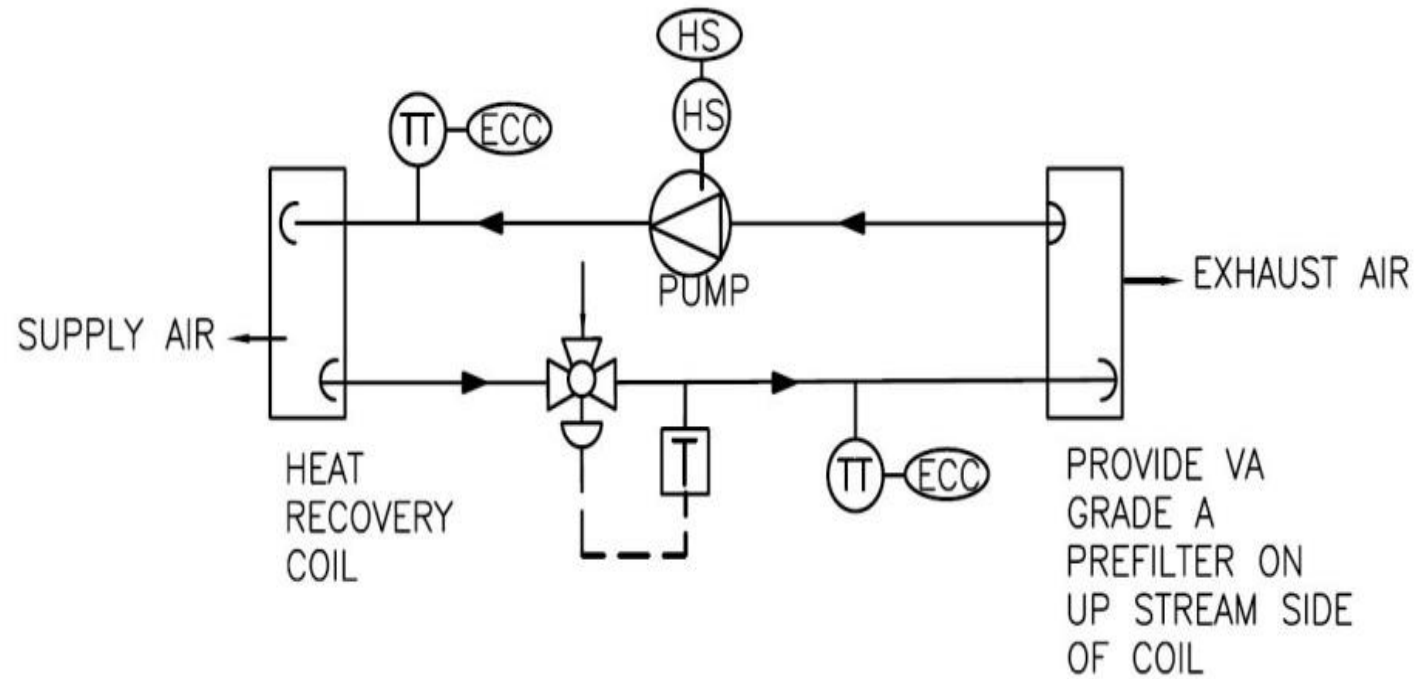 HS
HS
TT
ECC
PUMP
EXHAUST AIR
SUPPLY AIR
T
TT
ECC
HEAT
RECOVERY
COIL
PROVIDE VA
GRADE A
PREFILTER ON
UP STREAM SIDE
OF COIL